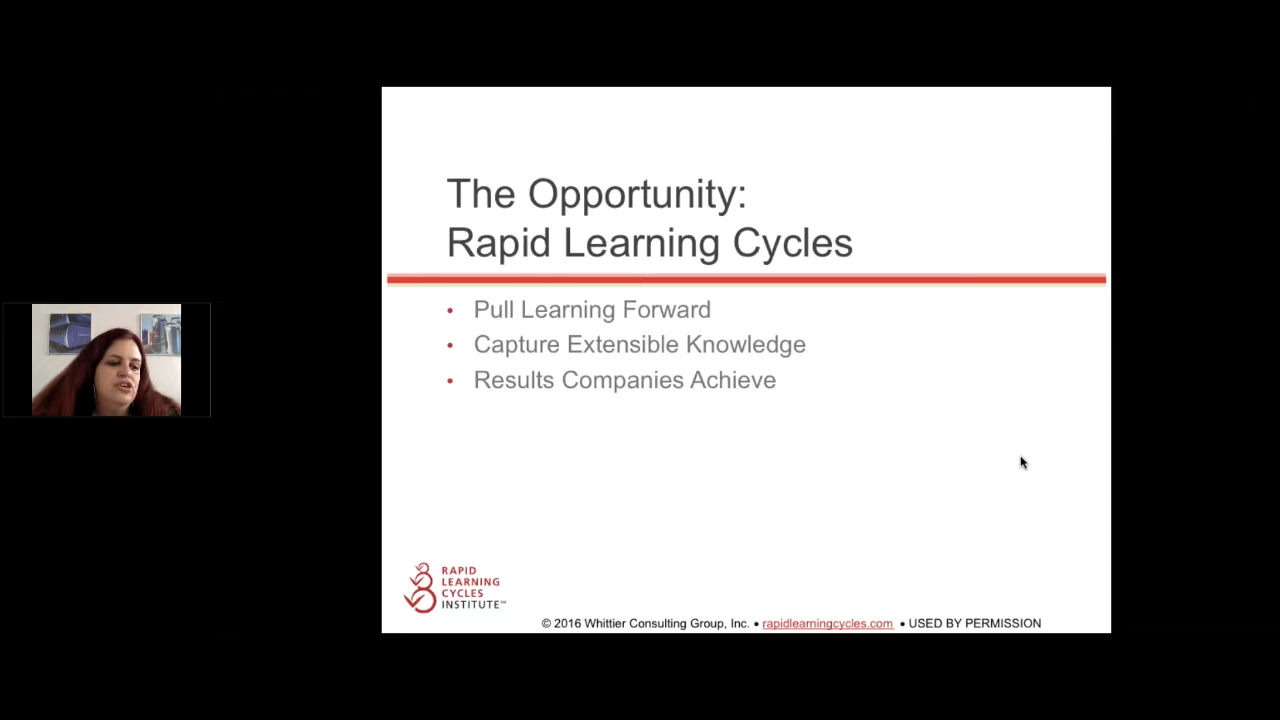 The Opportunity:
Rapid Learning Cycles
• Pull Learning Forward
• Capture Extensible Knowledge
• Results Companies Achieve
RAPID
LEARNING
CYCLES
INSTITUTE™
© 2016 Whittier Consulting Group, Inc. • rapidlearningcycles.com • USED BY PERMISSION